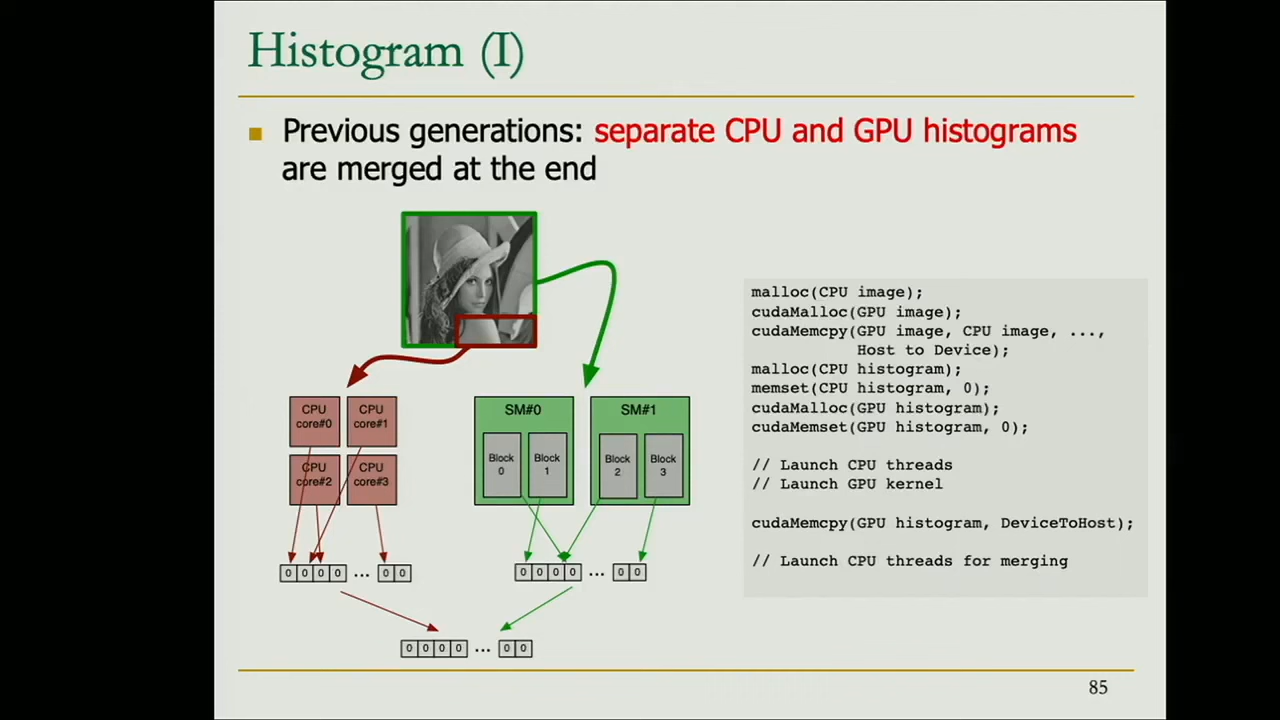 Histogram (I)
Previous generations: separate CPU and GPU histograms
are merged at the end
malloc(CPU image);
cudaMalloc(GPU image);
cudaMemcpy(GPU image, CPU image, ...,
Host to Device);
malloc(CPU histogram);
memset(CPU histogram, 0);
cudaMalloc(GPU histogram);
cudaMemset(GPU histogram, 0);
// Launch CPU threads
// Launch GPU kernel
cudaMemcpy(GPU histogram, DeviceToHost);
// Launch CPU threads for merging
CPU
core#0
CPU
core#1
CPU
core#2
CPU
core#3
SM#0
Block
0
Block
1
SM#1
Block
2
Block
3
0 0 0 0 ... 0 0
0 0 0 0 ... 0 0
0 0 0 0 ... 0 0
85